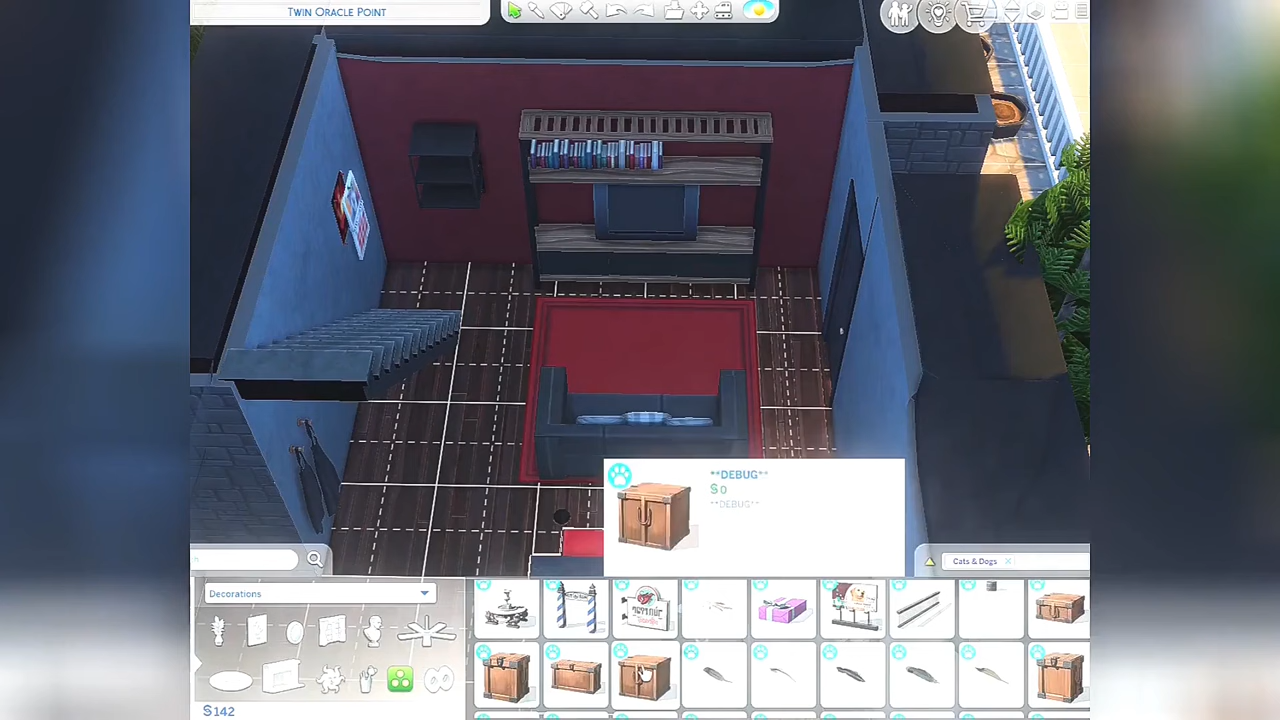 TWIN ORACLE POINT
**DEBUG**
§0
**DEBUG**
Cats & Dogs
Decorations
§142